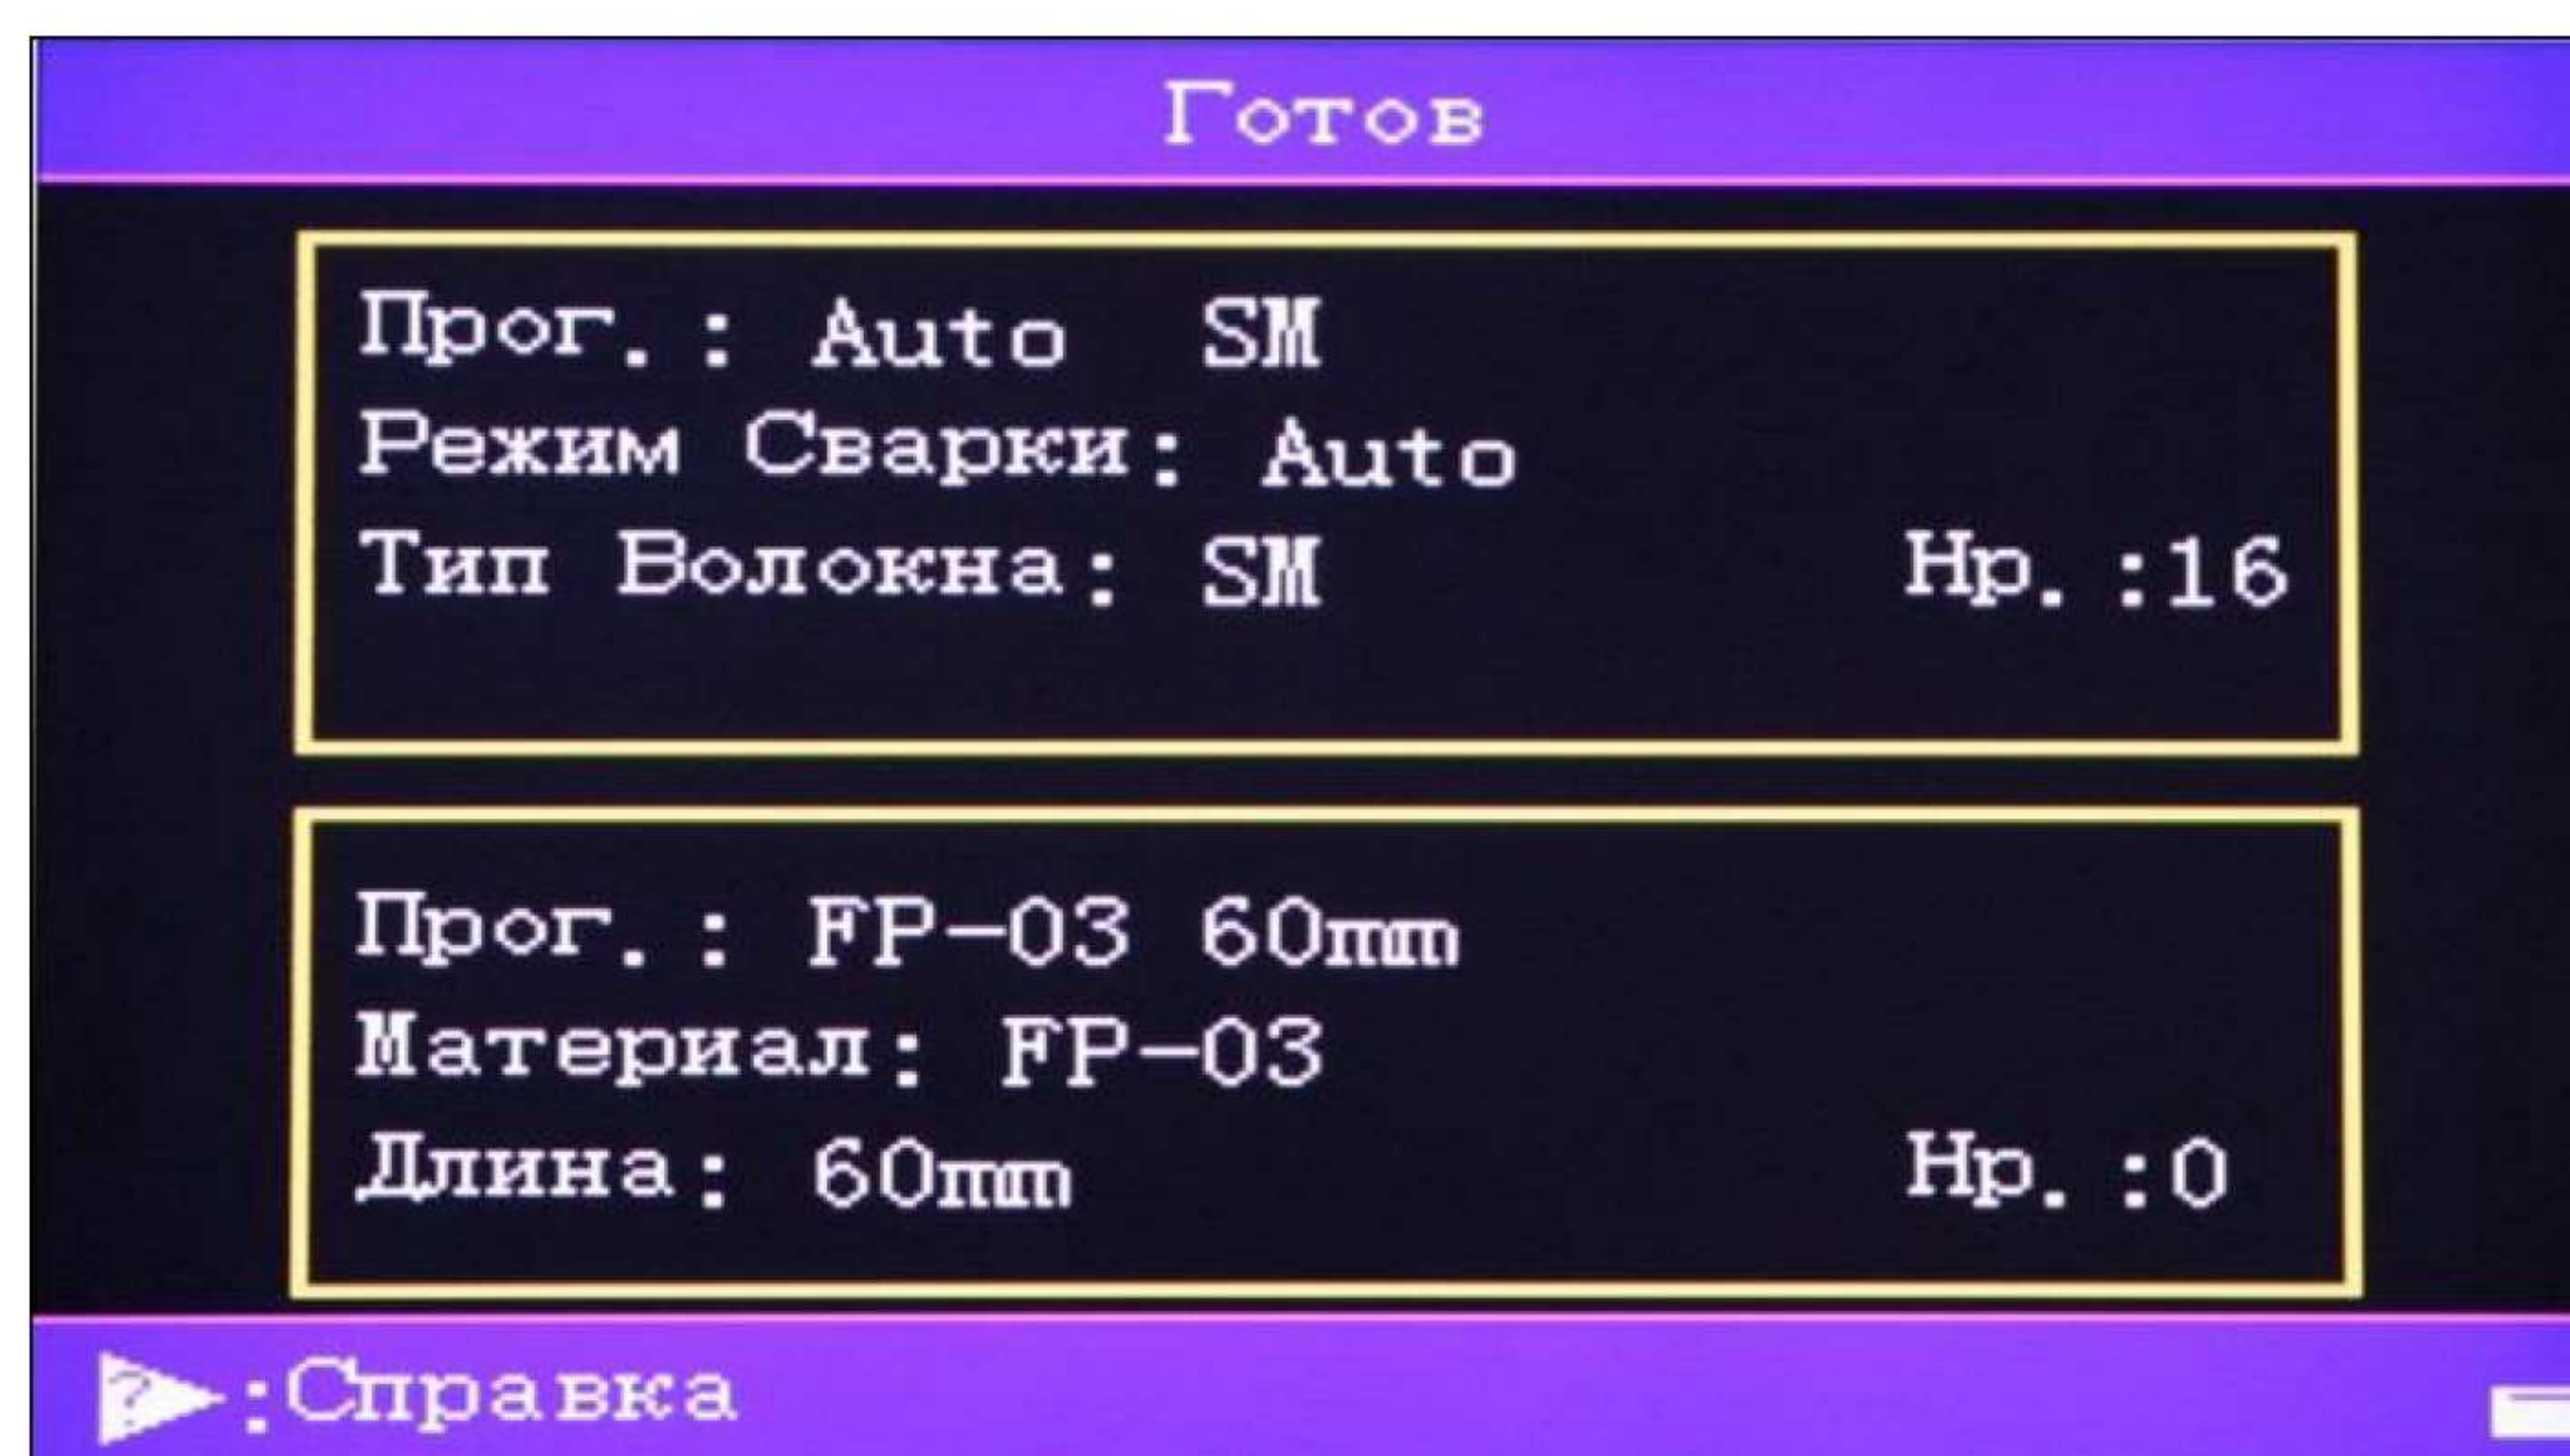 Готов
Прог.: Auto SM
Режим Сварки: Auto
Тип Волокна: SM Нр.:16
Прог.: FP-03 60mm
Материал: FP-03
Длина: 60mm Нр.:0
?:Справка